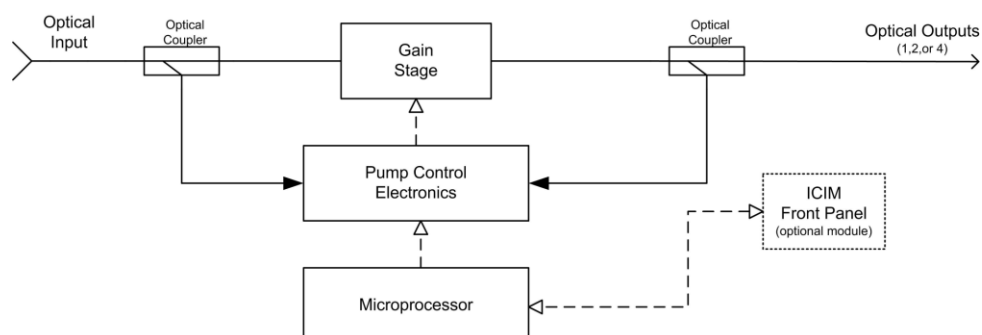 Optical
Input
Optical
Coupler
Gain
Stage
Optical
Coupler
Optical Outputs
(1,2,or 4)
Pump Control
Electronics
ICIM
Front Panel
(optional module)
Microprocessor